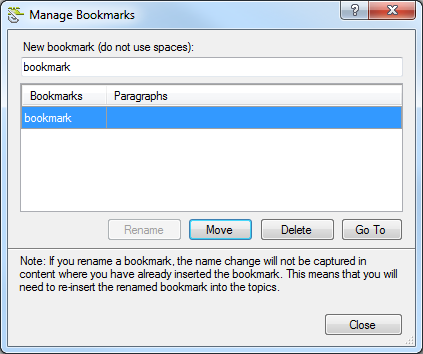 Manage Bookmarks
New bookmark (do not use spaces):
bookmark
Bookmarks Paragraphs
bookmark
Rename Move Delete Go To
Note: If you rename a bookmark, the name change will not be captured in
content where you have already inserted the bookmark. This means that you will
need to re-insert the renamed bookmark into the topics.
Close